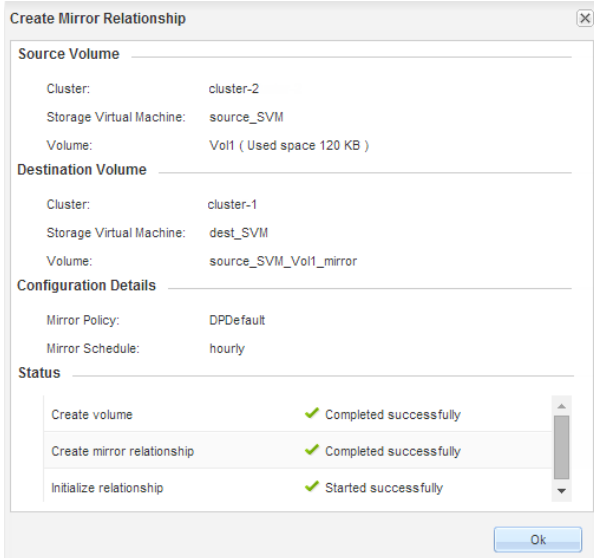 Create Mirror Relationship
Source Volume
Cluster: cluster-2
Storage Virtual Machine: source_SVM
Volume: Vol1 ( Used space 120 KB )
Destination Volume
Cluster: cluster-1
Storage Virtual Machine: dest_SVM
Volume: source_SVM_Vol1_mirror
Configuration Details
Mirror Policy: DPDefault
Mirror Schedule: hourly
Status
Create volume Completed successfully
Create mirror relationship Completed successfully
Initialize relationship Started successfully
Ok